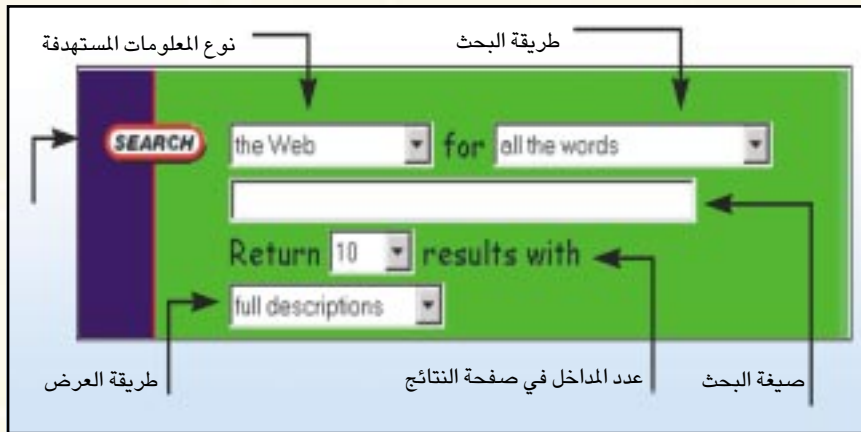 طريقة البحث
نوع المعلومات المستهدفة
SEARCH the Web for all the words
Return 10 results with
full descriptions
صيغة البحث
عدد المداخل في صفحة النتائج
طريقة العرض